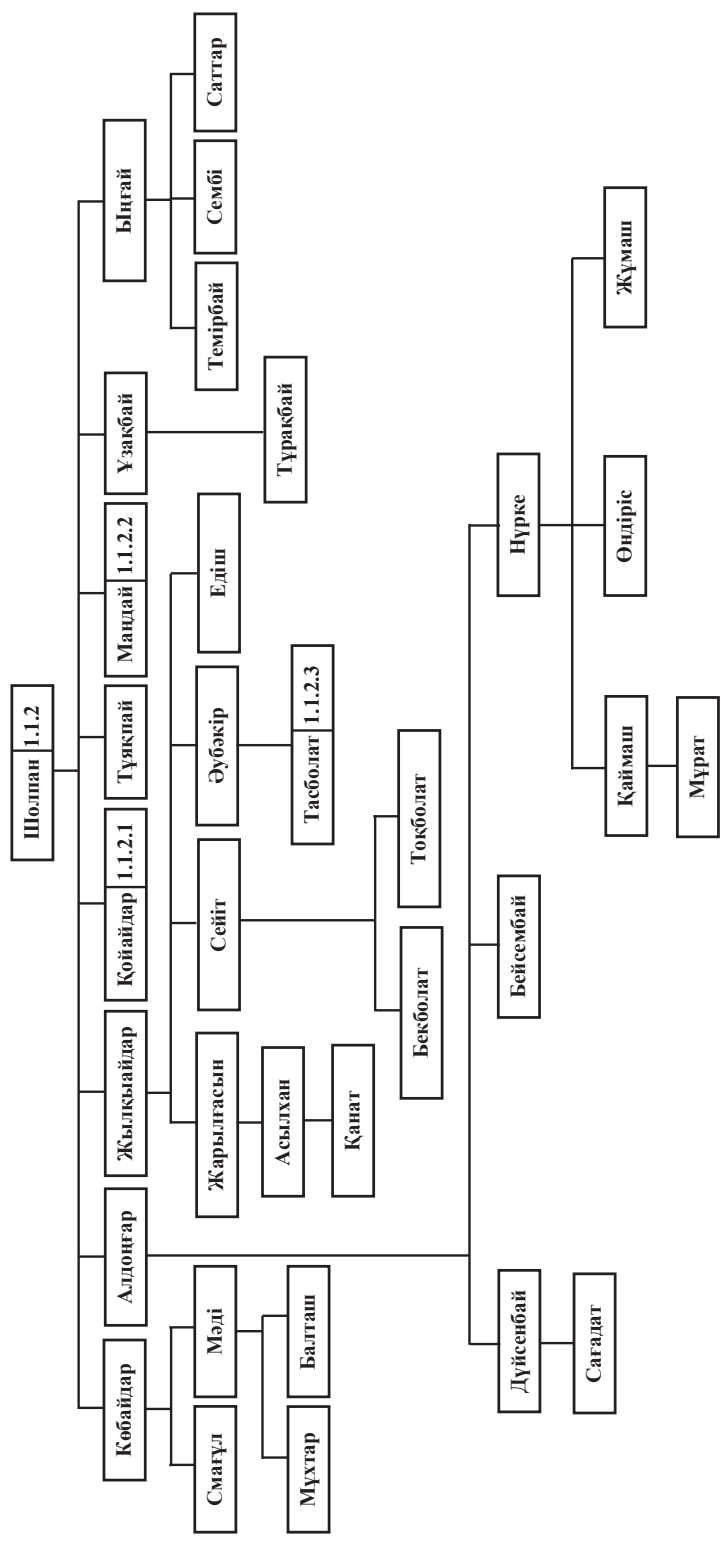 Шолпан 1.1.2
Көбайдар
Алдоңғар
Жылқыайдар
Қойайдар 1.1.2.1
Тұяқпай
Маңдай 1.1.2.2
Ұзақбай
Ыңғай
Смағұл
Мәді
Жарылғасын
Сейіт
Әубәкір
Едіш
Темірбай
Сембі
Саттар
Мұхтар
Балташ
Асылхан
Тасболат 1.1.2.3
Тұрақбай
Қанат
Бекболат
Тоқболат
Дүйсенбай
Бейсембай
Нүрке
Сағадат
Қаймаш
Өндіріс
Жұмаш
Мұрат